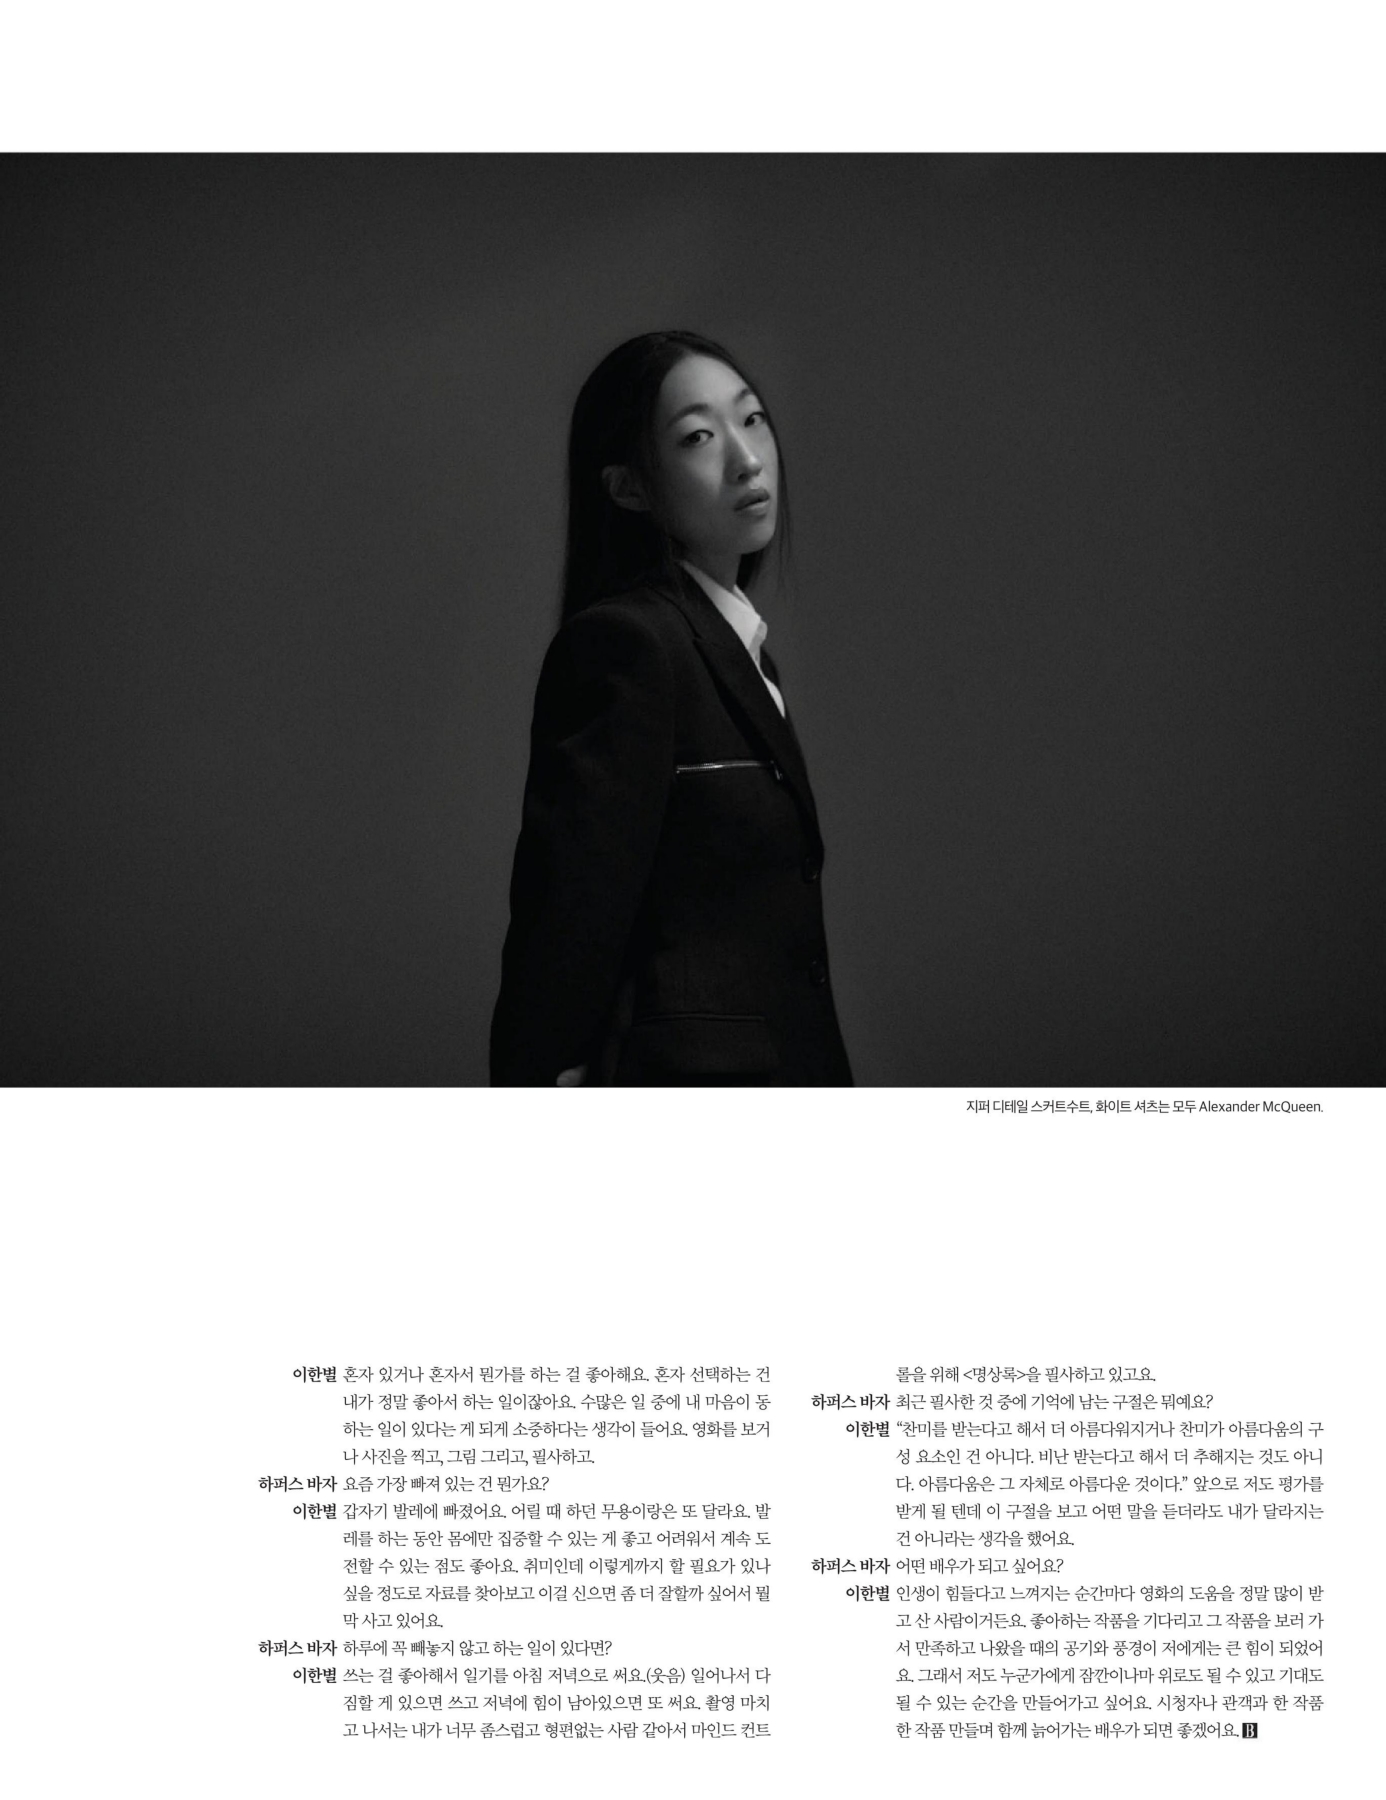 지퍼 디테일 스커트수트, 화이트 셔츠는 모두 Alexander McQueen.
이한별 혼자 있거나 혼자서 뭔가를 하는 걸 좋아해요. 혼자 선택하는 건
내가 정말 좋아서 하는 일이잖아요. 수많은 일 중에 내 마음이 동
하는 일이 있다는 게 되게 소중하다는 생각이 들어요. 영화를 보거
나 사진을 찍고, 그림 그리고, 필사하고.
하퍼스 바자 요즘 가장 빠져 있는 건 뭔가요?
이한별 갑자기 발레에 빠졌어요. 어릴 때 하던 무용이랑은 또 달라요. 발
레를 하는 동안 몸에만 집중할 수 있는 게 좋고 어려워서 계속 도
전할 수 있는 점도 좋아요. 취미인데 이렇게까지 할 필요가 있나
싶을 정도로 자료를 찾아보고 이걸 신으면 좀 더 잘할까 싶어서 뭘
막 사고 있어요.
하퍼스 바자 하루에 꼭 빼놓지 않고 하는 일이 있다면?
이한별 쓰는 걸 좋아해서 일기를 아침 저녁으로 써요.(웃음) 일어나서 다
짐할 게 있으면 쓰고 저녁에 힘이 남아있으면 또 써요. 촬영 마치
고 나서는 내가 너무 좀스럽고 형편없는 사람 같아서 마인드 컨트
롤을 위해 <명상록>을 필사하고 있고요.
하퍼스 바자 최근 필사한 것 중에 기억에 남는 구절은 뭐예요?
이한별 “찬미를 받는다고 해서 더 아름다워지거나 찬미가 아름다움의 구
성 요소인 건 아니다. 비난 받는다고 해서 더 추해지는 것도 아니
다. 아름다움은 그 자체로 아름다운 것이다.” 앞으로 저도 평가를
받게 될 텐데 이 구절을 보고 어떤 말을 듣더라도 내가 달라지는
건 아니라는 생각을 했어요.
하퍼스 바자 어떤 배우가 되고 싶어요?
이한별 인생이 힘들다고 느껴지는 순간마다 영화의 도움을 정말 많이 받
고 산 사람이거든요. 좋아하는 작품을 기다리고 그 작품을 보러 가
서 만족하고 나왔을 때의 공기와 풍경이 저에게는 큰 힘이 되었어
요. 그래서 저도 누군가에게 잠깐이나마 위로도 될 수 있고 기대도
될 수 있는 순간을 만들어가고 싶어요. 시청자나 관객과 한 작품
한 작품 만들며 함께 늙어가는 배우가 되면 좋겠어요. B